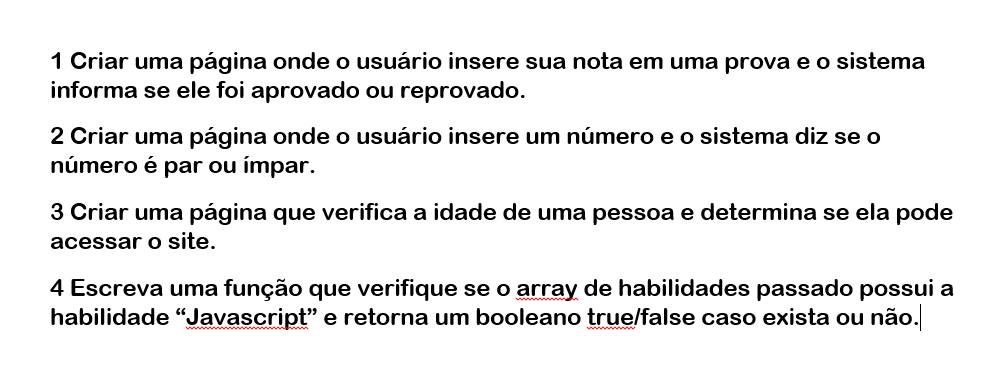 1 Criar uma página onde o usuário insere sua nota em uma prova e o sistema
informa se ele foi aprovado ou reprovado.
2 Criar uma página onde o usuário insere um número e o sistema diz se o
número é par ou ímpar.
3 Criar uma página que verifica a idade de uma pessoa e determina se ela pode
acessar o site.
4 Escreva uma função que verifique se o array de habilidades passado possui a
habilidade “Javascript” e retorna um booleano true/false caso exista ou não.